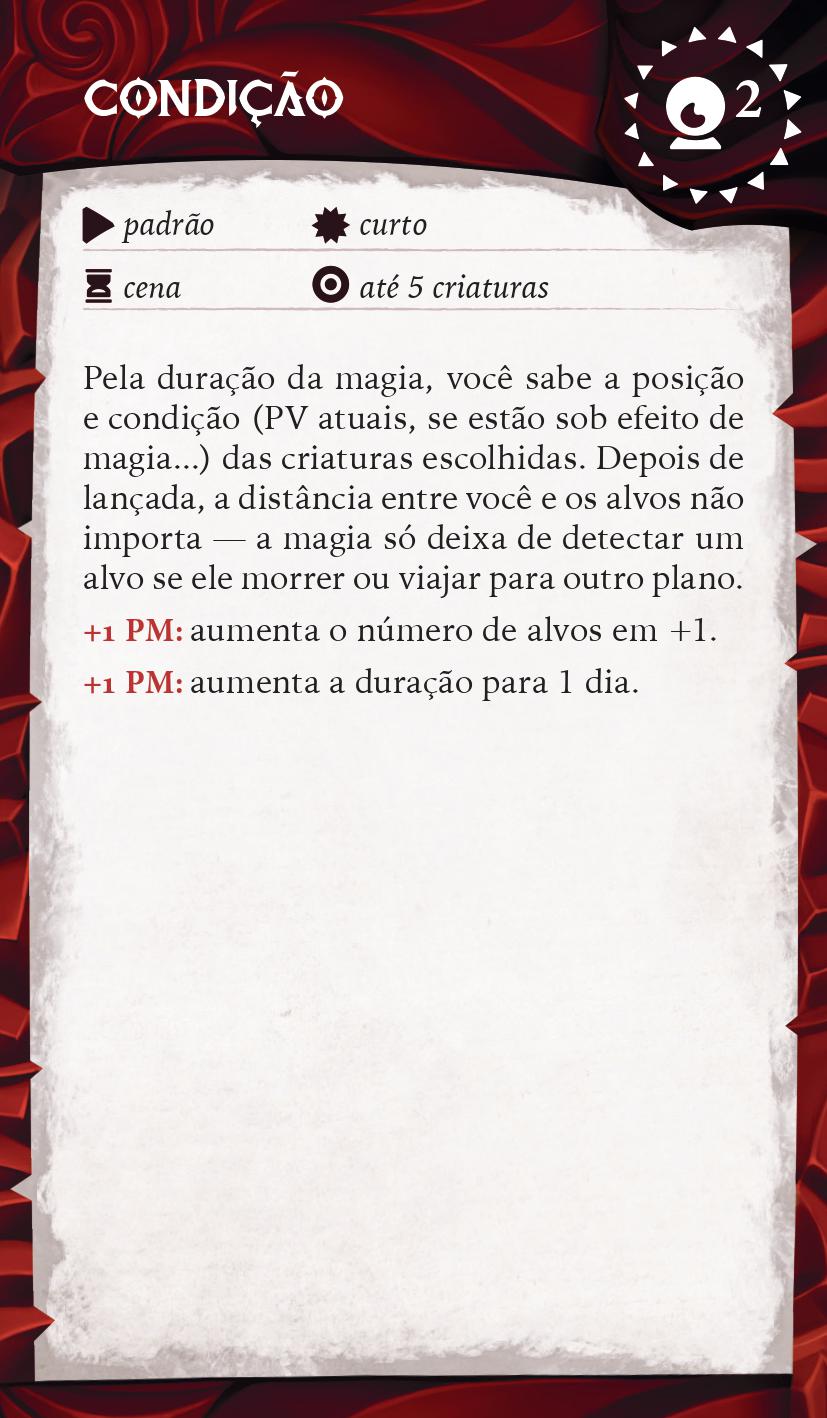 CONDIÇÃO
2
padrão curto
cena até 5 criaturas
Pela duração da magia, você sabe a posição
e condição (PV atuais, se estão sob efeito de
magia...) das criaturas escolhidas. Depois de
lançada, a distância entre você e os alvos não
importa — a magia só deixa de detectar um
alvo se ele morrer ou viajar para outro plano.
+1 PM: aumenta o número de alvos em +1.
+1 PM: aumenta a duração para 1 dia.